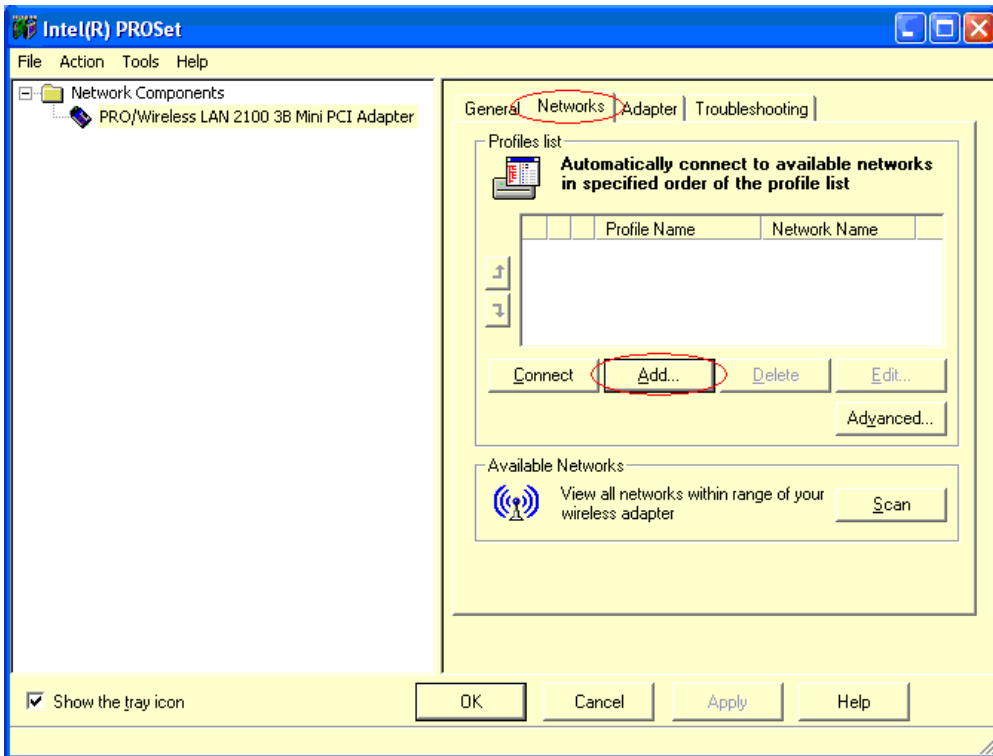 Intel(R) PROSet
File Action Tools Help
Network Components
PRO/Wireless LAN 2100 3B Mini PCI Adapter
General Networks Adapter Troubleshooting
Profiles list
Automatically connect to available networks
in specified order of the profile list
Profile Name Network Name
Connect Add... Delete Edit...
Advanced...
Available Networks
View all networks within range of your
wireless adapter
Scan
Show the tray icon
OK Cancel Apply Help